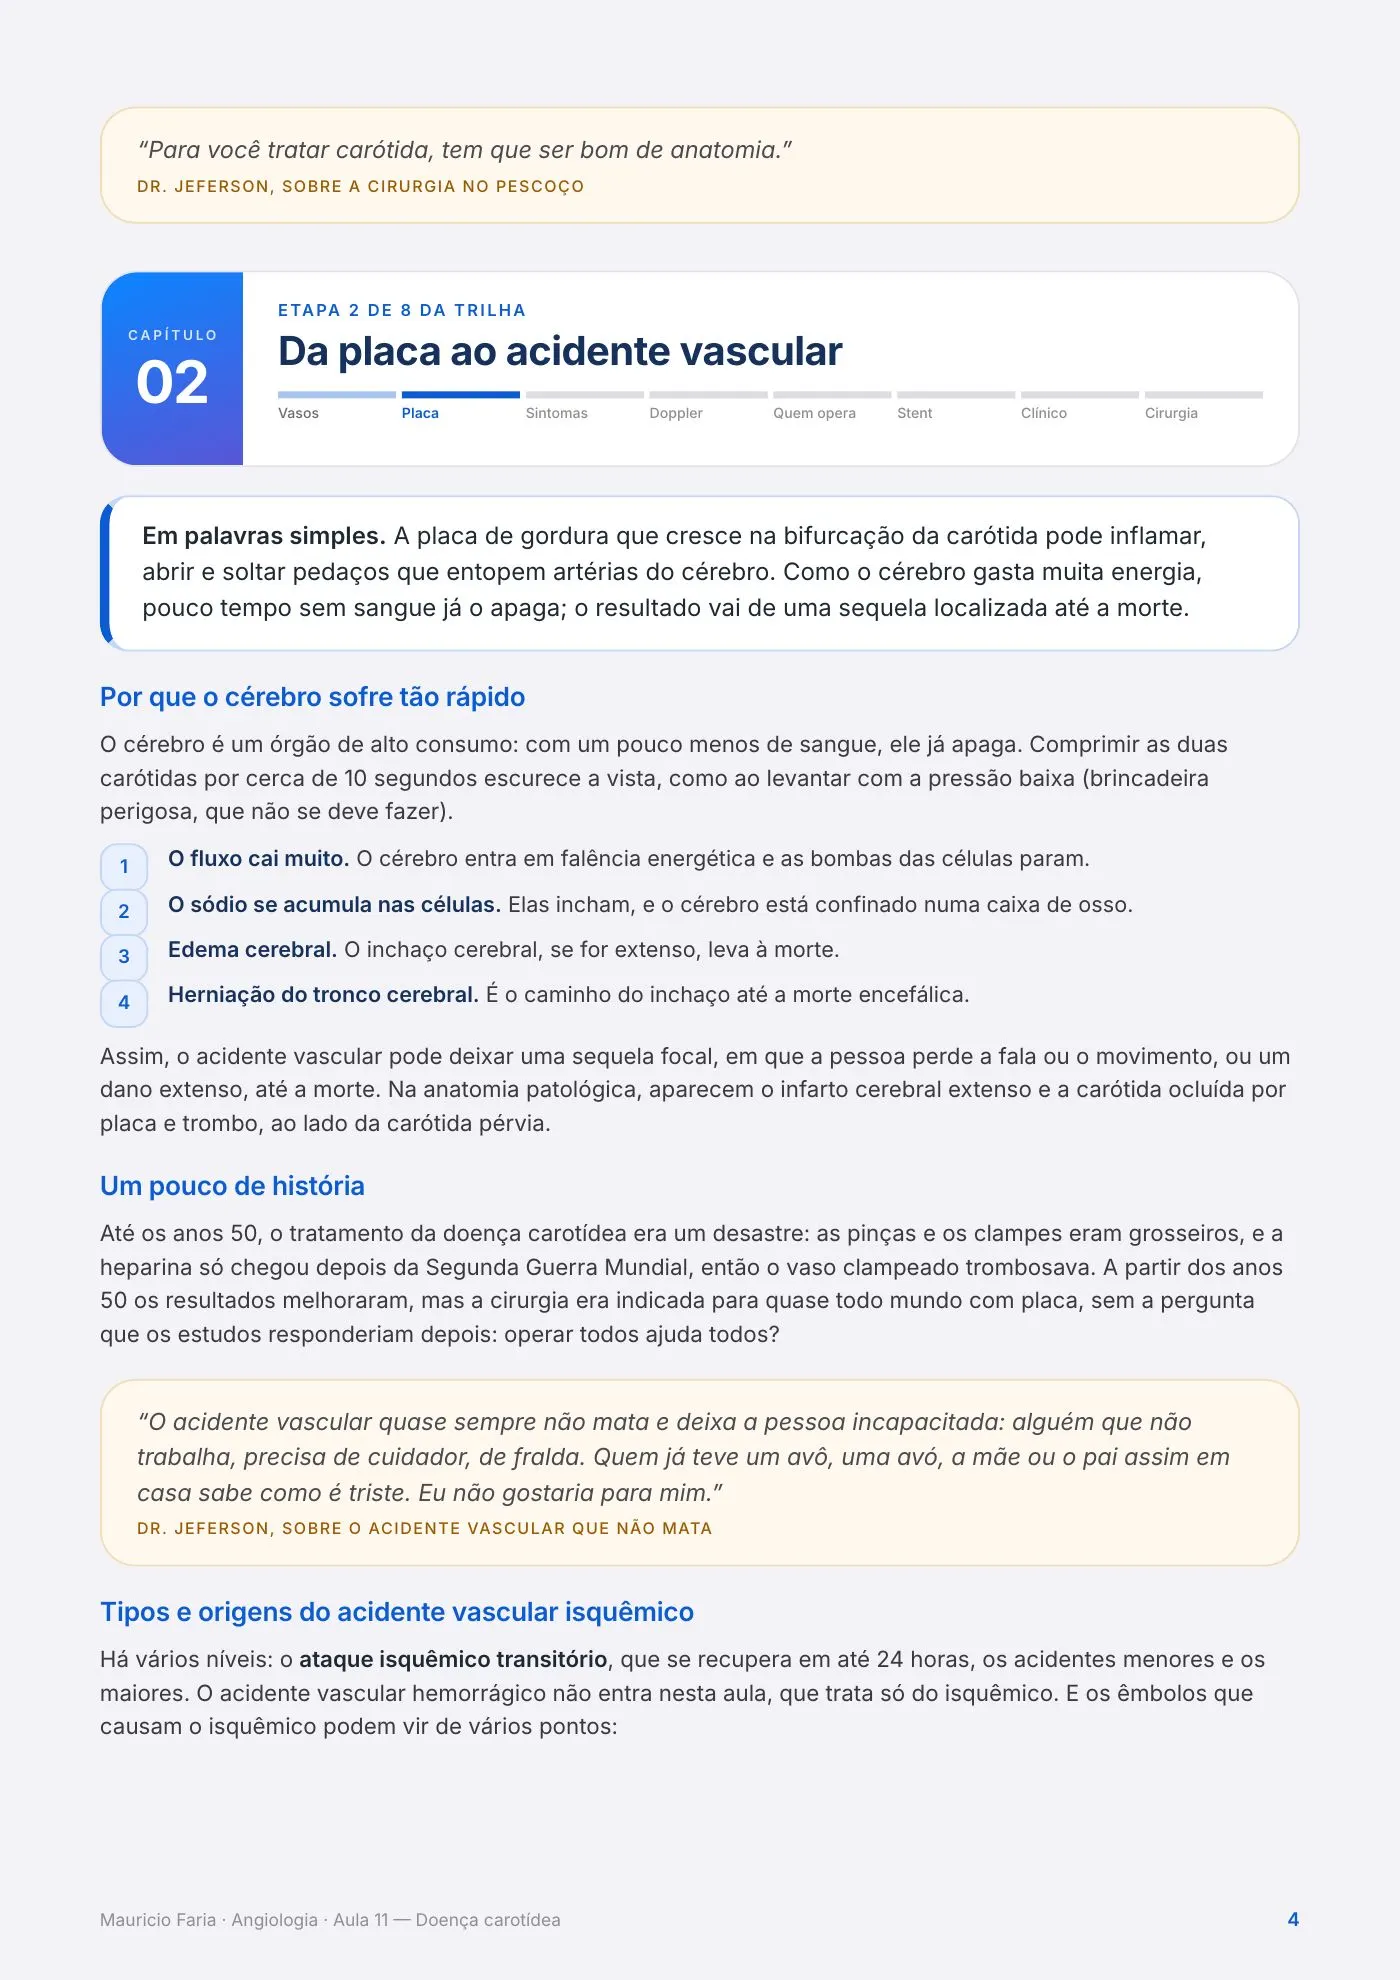 “Para você tratar carótida, tem que ser bom de anatomia.”
DR. JEFERSON, SOBRE A CIRURGIA NO PESCOÇO
CAPÍTULO
02
ETAPA 2 DE 8 DA TRILHA
Da placa ao acidente vascular
Vasos Placa Sintomas Doppler Quem opera Stent Clínico Cirurgia
Em palavras simples. A placa de gordura que cresce na bifurcação da carótida pode inflamar,
abrir e soltar pedaços que entopem artérias do cérebro. Como o cérebro gasta muita energia,
pouco tempo sem sangue já o apaga; o resultado vai de uma sequela localizada até a morte.
Por que o cérebro sofre tão rápido
O cérebro é um órgão de alto consumo: com um pouco menos de sangue, ele já apaga. Comprimir as duas
carótidas por cerca de 10 segundos escurece a vista, como ao levantar com a pressão baixa (brincadeira
perigosa, que não se deve fazer).
1 O fluxo cai muito. O cérebro entra em falência energética e as bombas das células param.
2 O sódio se acumula nas células. Elas incham, e o cérebro está confinado numa caixa de osso.
3 Edema cerebral. O inchaço cerebral, se for extenso, leva à morte.
4 Herniação do tronco cerebral. É o caminho do inchaço até a morte encefálica.
Assim, o acidente vascular pode deixar uma sequela focal, em que a pessoa perde a fala ou o movimento, ou um
dano extenso, até a morte. Na anatomia patológica, aparecem o infarto cerebral extenso e a carótida ocluída por
placa e trombo, ao lado da carótida pérvia.
Um pouco de história
Até os anos 50, o tratamento da doença carotídea era um desastre: as pinças e os clampes eram grosseiros, e a
heparina só chegou depois da Segunda Guerra Mundial, então o vaso clampeado trombosava. A partir dos anos
50 os resultados melhoraram, mas a cirurgia era indicada para quase todo mundo com placa, sem a pergunta
que os estudos responderiam depois: operar todos ajuda todos?
“O acidente vascular quase sempre não mata e deixa a pessoa incapacitada: alguém que não
trabalha, precisa de cuidador, de fralda. Quem já teve um avô, uma avó, a mãe ou o pai assim em
casa sabe como é triste. Eu não gostaria para mim.”
DR. JEFERSON, SOBRE O ACIDENTE VASCULAR QUE NÃO MATA
Tipos e origens do acidente vascular isquêmico
Há vários níveis: o ataque isquêmico transitório, que se recupera em até 24 horas, os acidentes menores e os
maiores. O acidente vascular hemorrágico não entra nesta aula, que trata só do isquêmico. E os êmbolos que
causam o isquêmico podem vir de vários pontos:
Mauricio Faria · Angiologia · Aula 11 — Doença carotídea 4